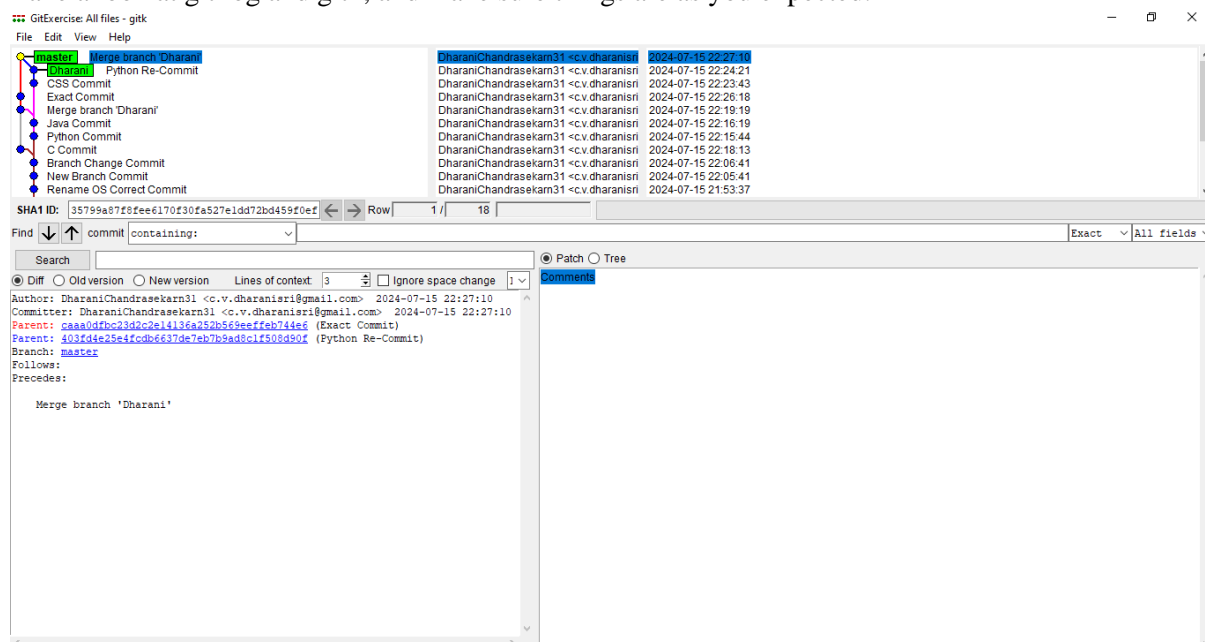 GitExercise: All files - gitk
File Edit View Help
master Merge branch 'Dharani' DharaniChandrasekarn31 <c.v.dharanisri 2024-07-15 22:27:10
Dharani Python Re-Commit DharaniChandrasekarn31 <c.v.dharanisri 2024-07-15 22:24:21
CSS Commit DharaniChandrasekarn31 <c.v.dharanisri 2024-07-15 22:23:43
Exact Commit DharaniChandrasekarn31 <c.v.dharanisri 2024-07-15 22:26:18
Merge branch 'Dharani' DharaniChandrasekarn31 <c.v.dharanisri 2024-07-15 22:19:19
Java Commit DharaniChandrasekarn31 <c.v.dharanisri 2024-07-15 22:16:19
Python Commit DharaniChandrasekarn31 <c.v.dharanisri 2024-07-15 22:15:44
C Commit DharaniChandrasekarn31 <c.v.dharanisri 2024-07-15 22:18:13
Branch Change Commit DharaniChandrasekarn31 <c.v.dharanisri 2024-07-15 22:06:41
New Branch Commit DharaniChandrasekarn31 <c.v.dharanisri 2024-07-15 22:05:41
Rename OS Correct Commit DharaniChandrasekarn31 <c.v.dharanisri 2024-07-15 21:53:37
SHA1 ID: 35799a87f8fee6170f30fa527e1dd72bd459f0ef Row 1 / 18
Find commit containing: Exact All fields
Search Patch Tree
Diff Old version New version Lines of context: 3 Ignore space change
Comments
Author: DharaniChandrasekarn31 <c.v.dharanisri@gmail.com> 2024-07-15 22:27:10
Committer: DharaniChandrasekarn31 <c.v.dharanisri@gmail.com> 2024-07-15 22:27:10
Parent: caaa0dfbc23d2c2e14136a252b569eeffeb744e6 (Exact Commit)
Parent: 403fd4e25e4fcdb6637de7eb7b9ad8c1f508d90f (Python Re-Commit)
Branch: master
Follows:
Precedes:
Merge branch 'Dharani'